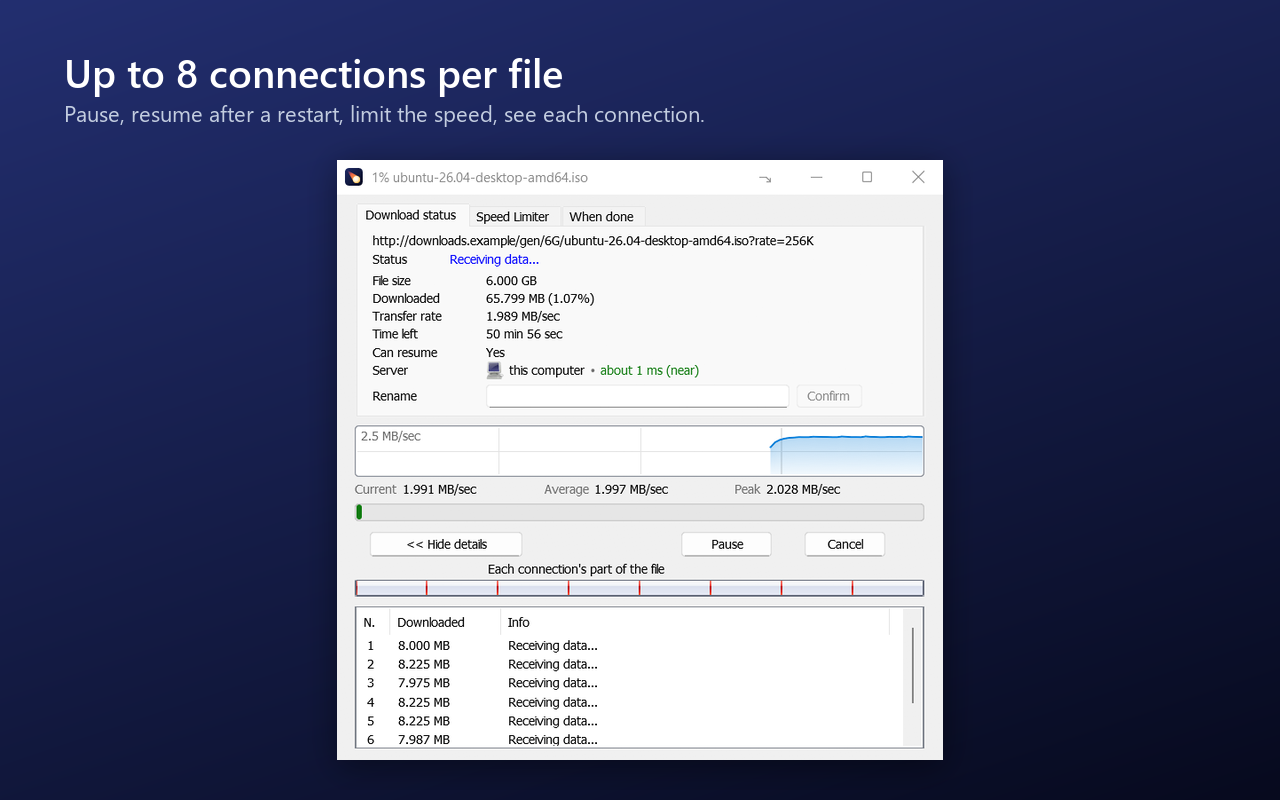 Up to 8 connections per file
Pause, resume after a restart, limit the speed, see each connection.
1% ubuntu-26.04-desktop-amd64.iso
Download status Speed Limiter When done
http://downloads.example/gen/6G/ubuntu-26.04-desktop-amd64.iso?rate=256K
Status Receiving data...
File size 6.000 GB
Downloaded 65.799 MB (1.07%)
Transfer rate 1.989 MB/sec
Time left 50 min 56 sec
Can resume Yes
Server this computer • about 1 ms (near)
Rename Confirm
2.5 MB/sec
Current 1.991 MB/sec Average 1.997 MB/sec Peak 2.028 MB/sec
<< Hide details Pause Cancel
Each connection's part of the file
N. Downloaded Info
1 8.000 MB Receiving data...
2 8.225 MB Receiving data...
3 7.975 MB Receiving data...
4 8.225 MB Receiving data...
5 8.225 MB Receiving data...
6 7.987 MB Receiving data...